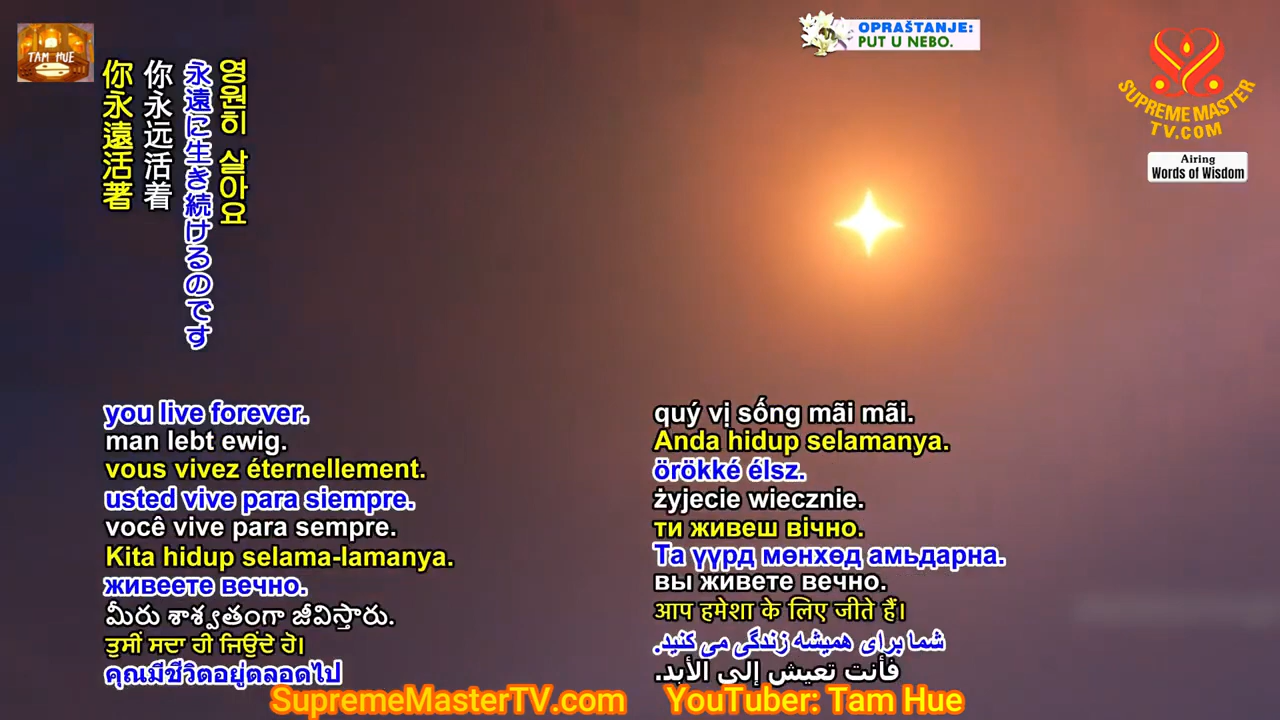 TAM HUE
OPRAŠTANJE:
PUT U NEBO.
SUPREME MASTER
TV.COM
Airing
Words of Wisdom
영원히 살아요
永遠に生き続けるのです
你永远活着
你永遠活著
you live forever.
man lebt ewig.
vous vivez éternellement.
usted vive para siempre.
você vive para sempre.
Kita hidup selama-lamanya.
живеете вечно.
మీరు శాశ్వతంగా జీవిస్తారు.
ਤੁਸੀਂ ਸਦਾ ਹੀ ਜਿਉਂਦੇ ਹੋ।
คุณมีชีวิตอยู่ตลอดไป
quý vị sống mãi mãi.
Anda hidup selamanya.
örökké élsz.
żyjecie wiecznie.
ти живеш вічно.
Та үүрд мөнхөд амьдарна.
вы живете вечно.
आप हमेशा के लिए जीते हैं।
شما برای همیشه زندگی می کنید.
فأنت تعيش إلى الأبد.
SupremeMasterTV.com YouTuber: Tam Hue